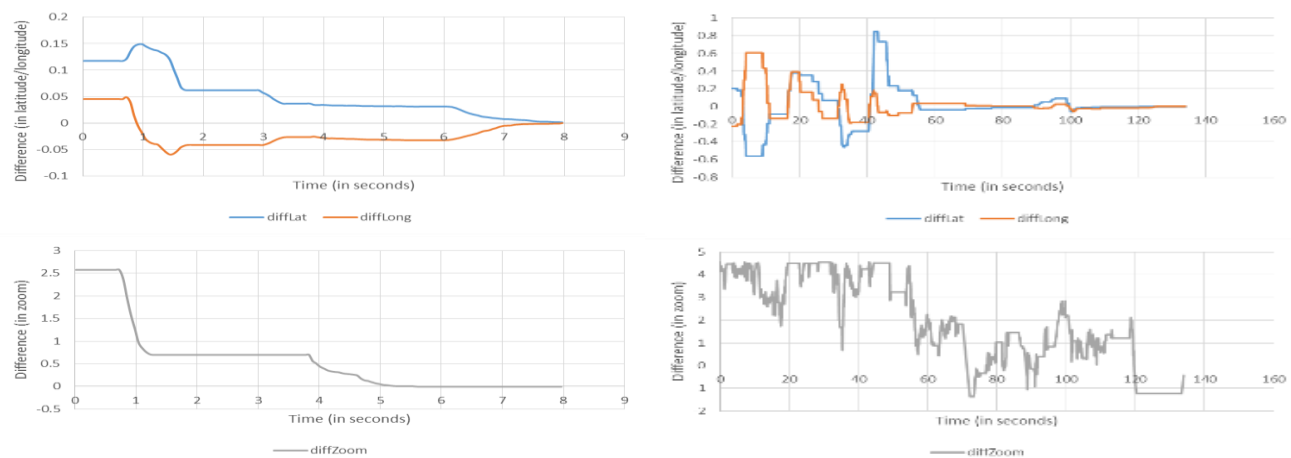 Difference (in latitude/longitude)
0.2
0.15
0.1
0.05
0
-0.05
-0.1
0 1 2 3 4 5 6 7 8 9
Time (in seconds)
diffLat diffLong
Difference (in latitude/longitude)
1
0.8
0.6
0.4
0.2
0
-0.2
-0.4
-0.6
-0.8
0 20 40 60 80 100 120 140 160
Time (in seconds)
diffLat diffLong
Difference (in zoom)
3
2.5
2
1.5
1
0.5
0
-0.5
0 1 2 3 4 5 6 7 8 9
Time (in seconds)
diffZoom
Difference (in zoom)
5
4
3
2
1
0
1
2
0 20 40 60 80 100 120 140 160
Time (in seconds)
diffZoom